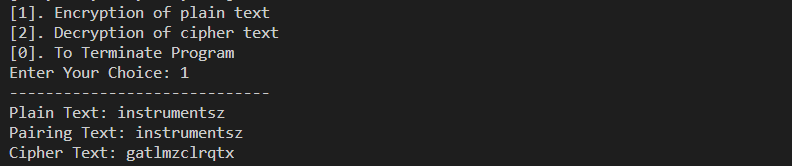 [1]. Encryption of plain text
[2]. Decryption of cipher text
[0]. To Terminate Program
Enter Your Choice: 1
-----------------------------
Plain Text: instrumentsz
Pairing Text: instrumentsz
Cipher Text: gatlmzclrqtx